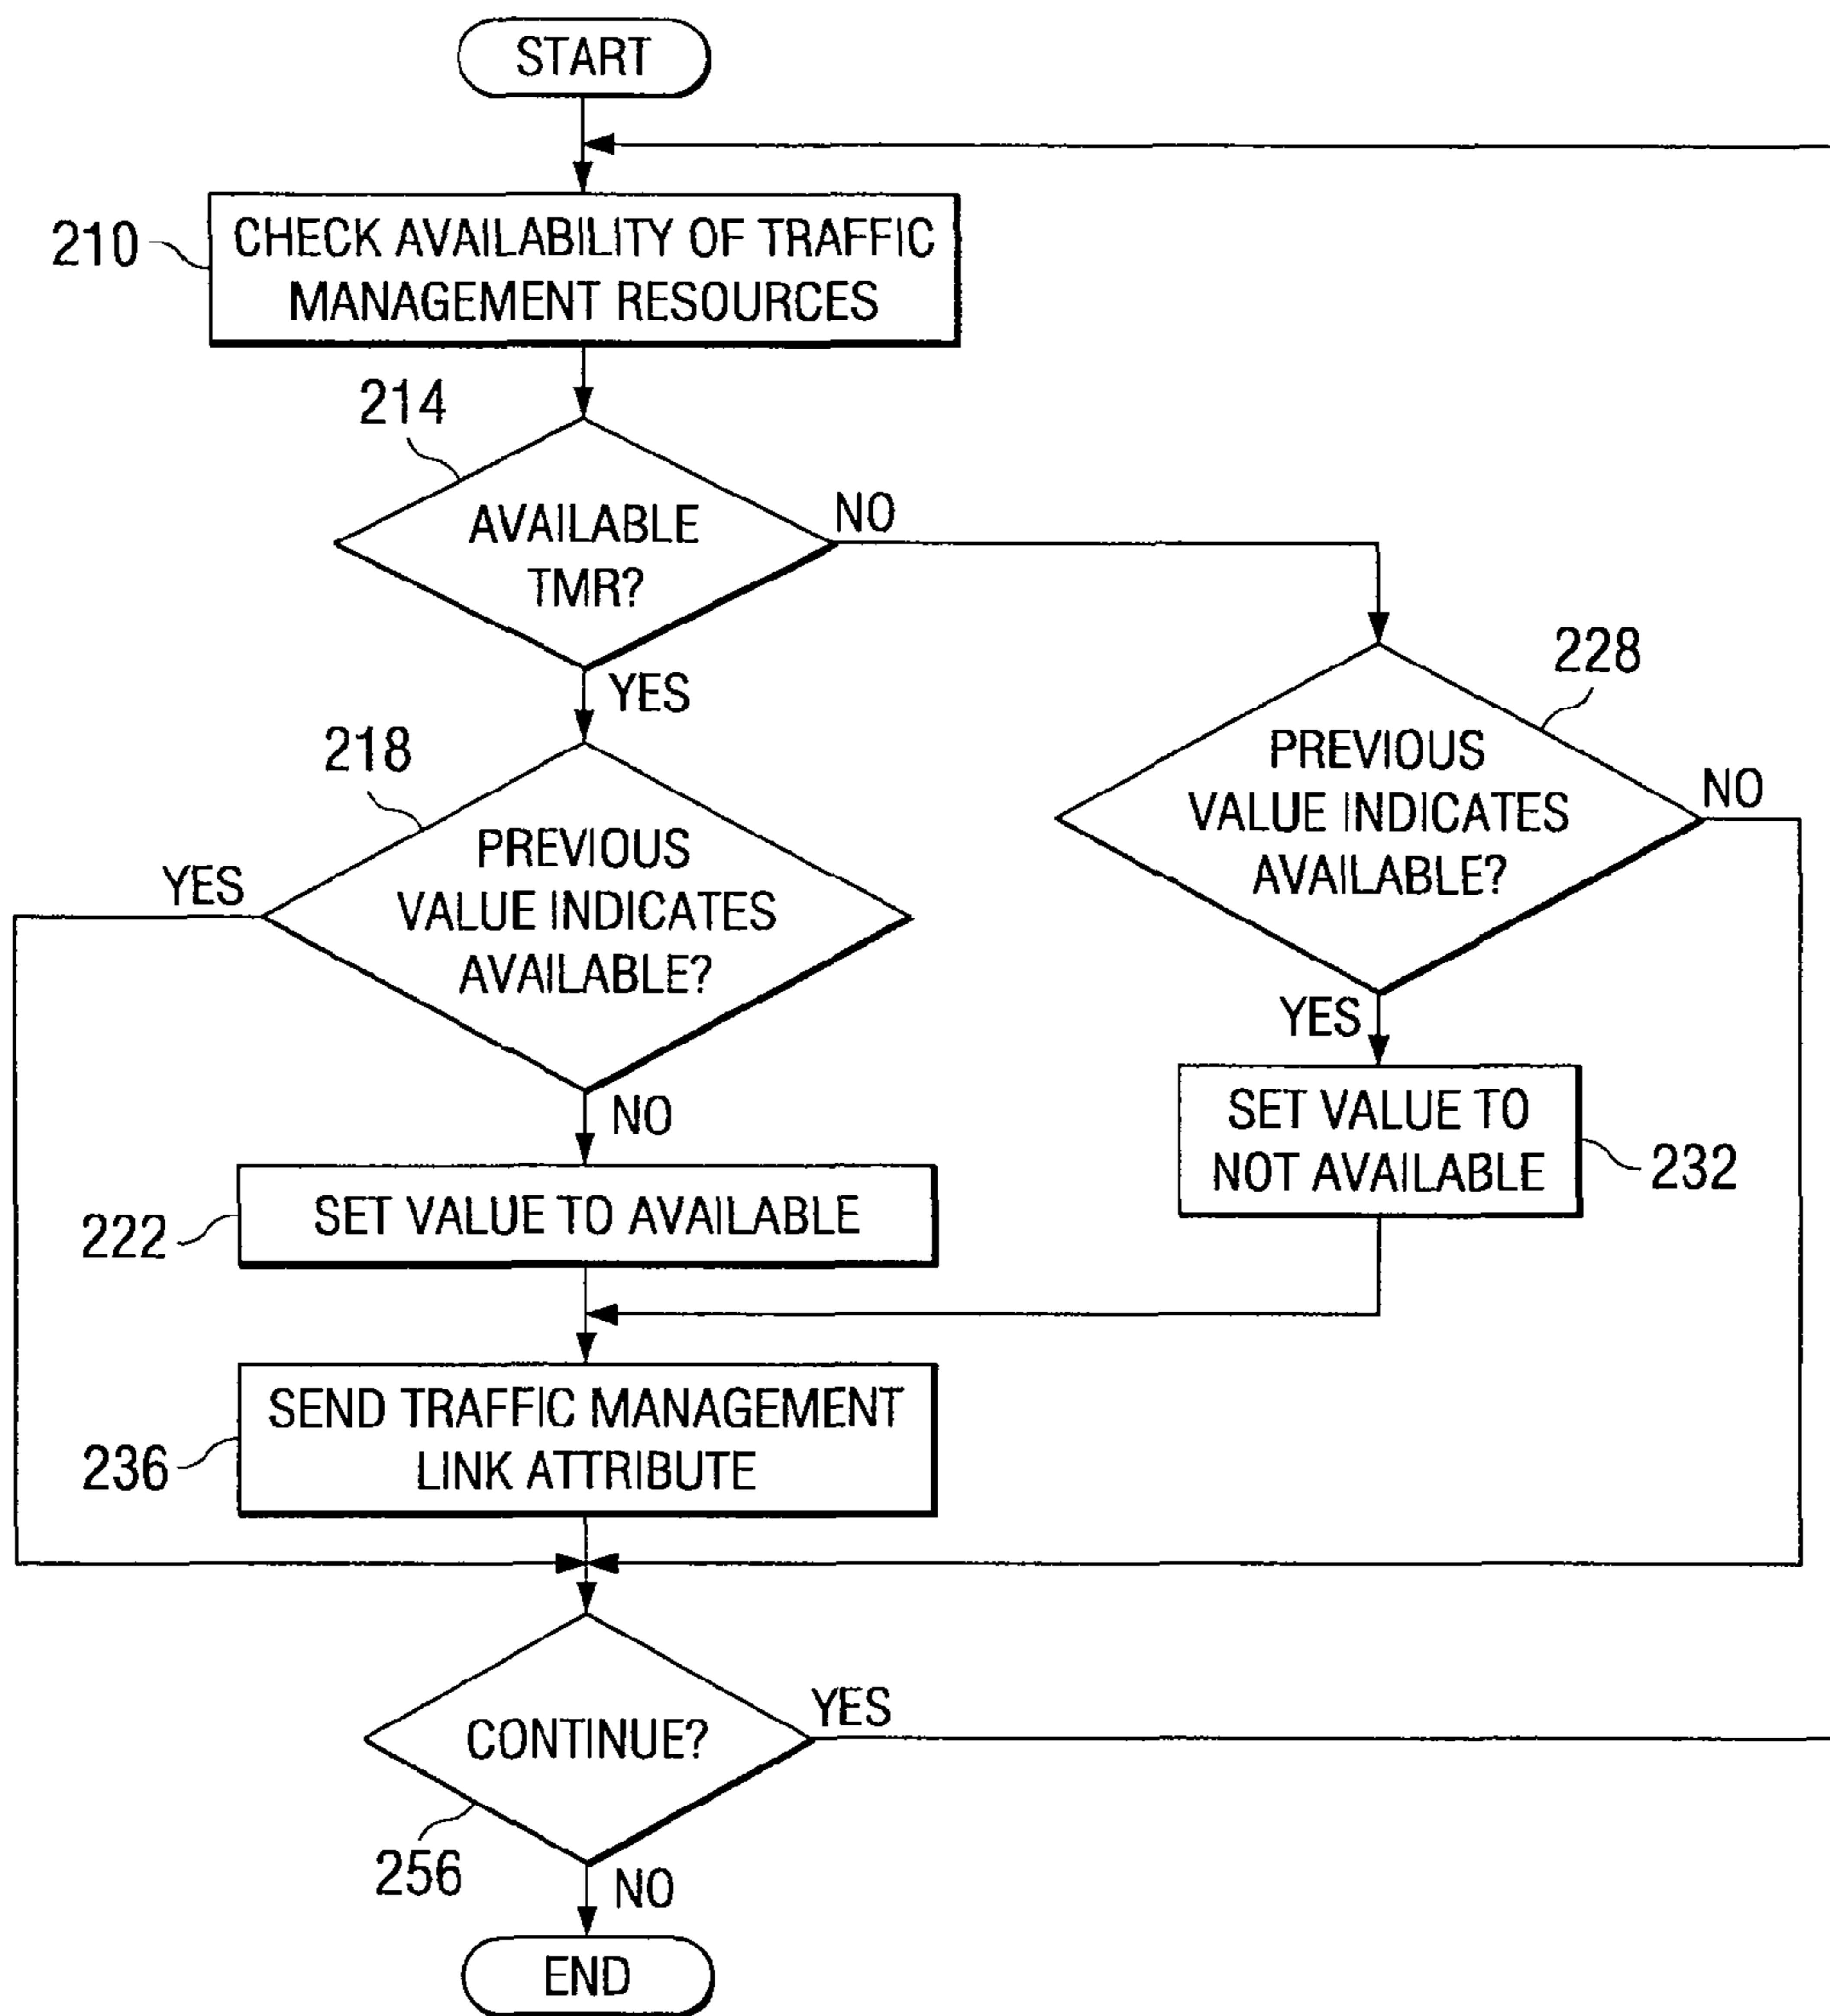 START
210
CHECK AVAILABILITY OF TRAFFIC
MANAGEMENT RESOURCES
214
AVAILABLE
TMR?
NO
YES
228
PREVIOUS
VALUE INDICATES
AVAILABLE?
NO
YES
218
PREVIOUS
VALUE INDICATES
AVAILABLE?
YES
NO
SET VALUE TO
NOT AVAILABLE
232
222
SET VALUE TO AVAILABLE
236
SEND TRAFFIC MANAGEMENT
LINK ATTRIBUTE
CONTINUE?
YES
256
NO
END